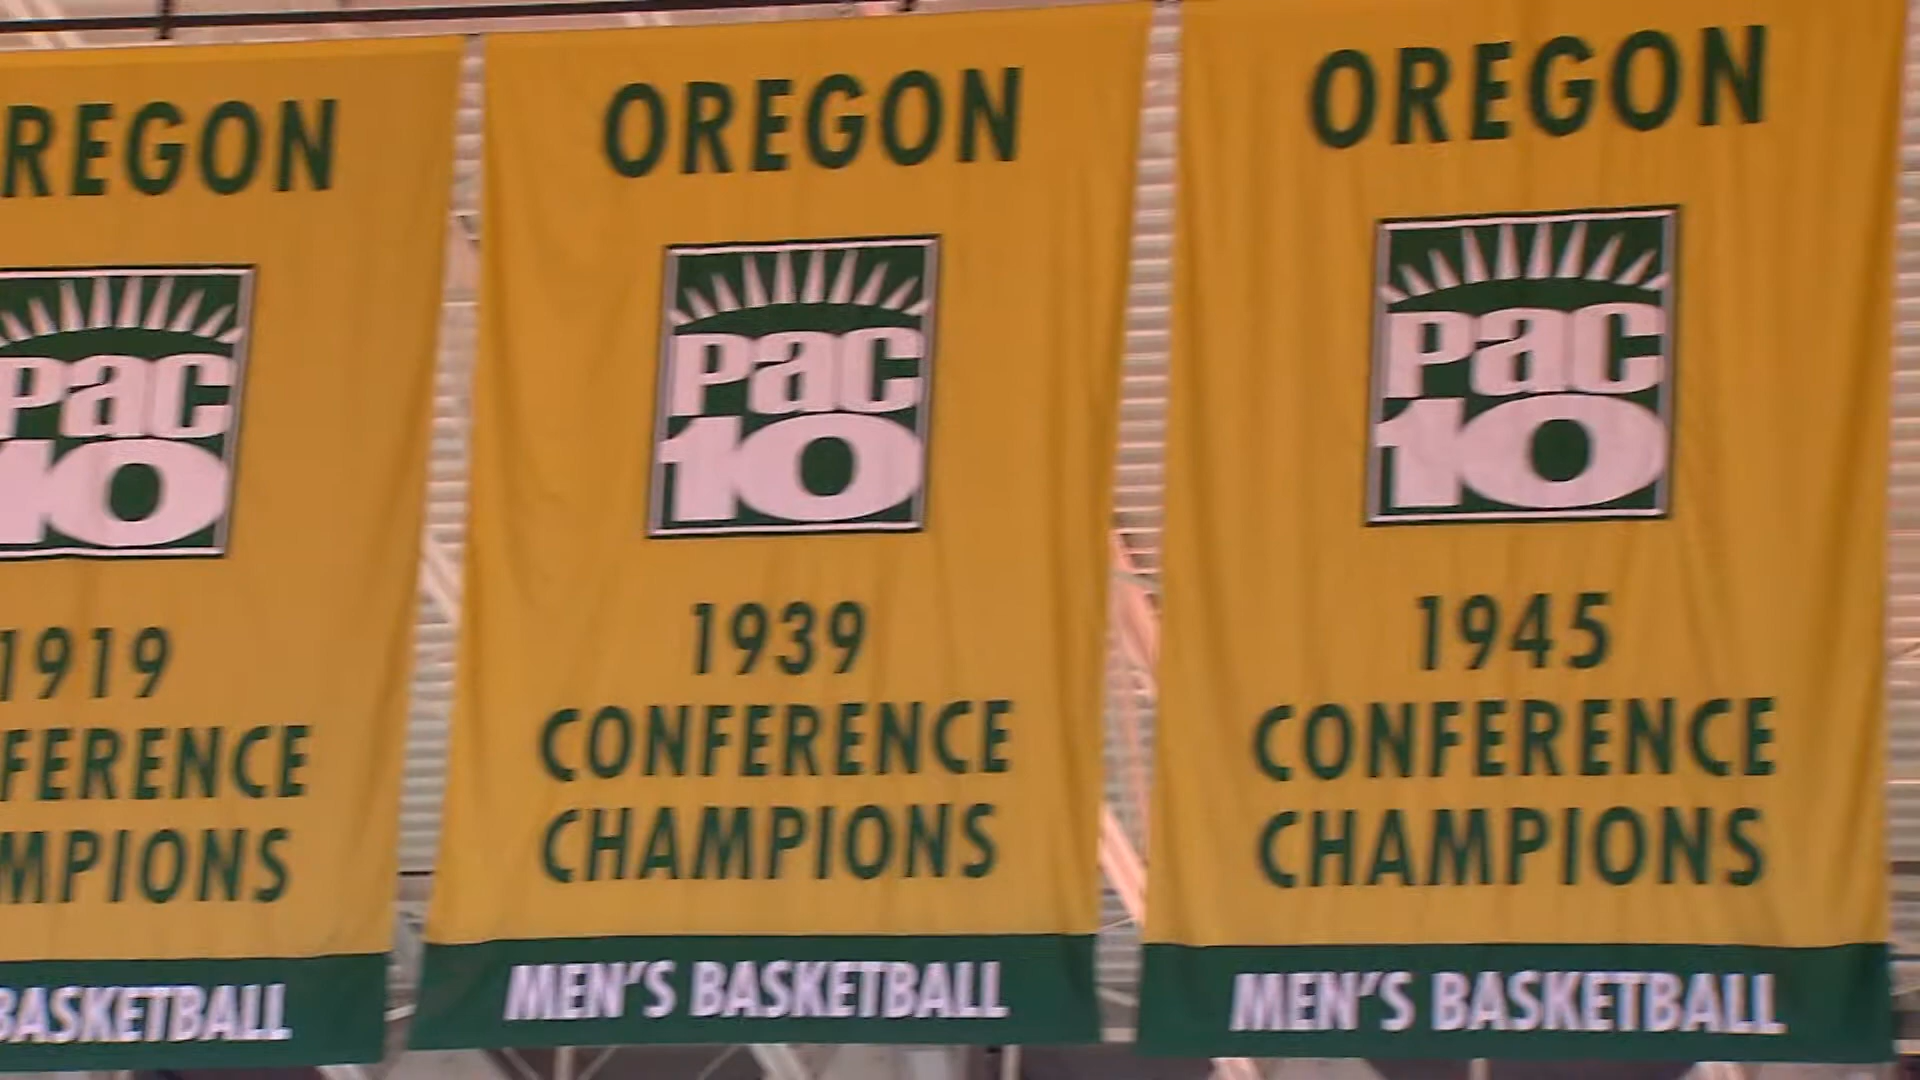 REGON
PAC
10
1919
FERENCE
MPIONS
BASKETBALL
OREGON
PAC
10
1939
CONFERENCE
CHAMPIONS
MEN'S BASKETBALL
OREGON
PAC
10
1945
CONFERENCE
CHAMPIONS
MEN'S BASKETBALL